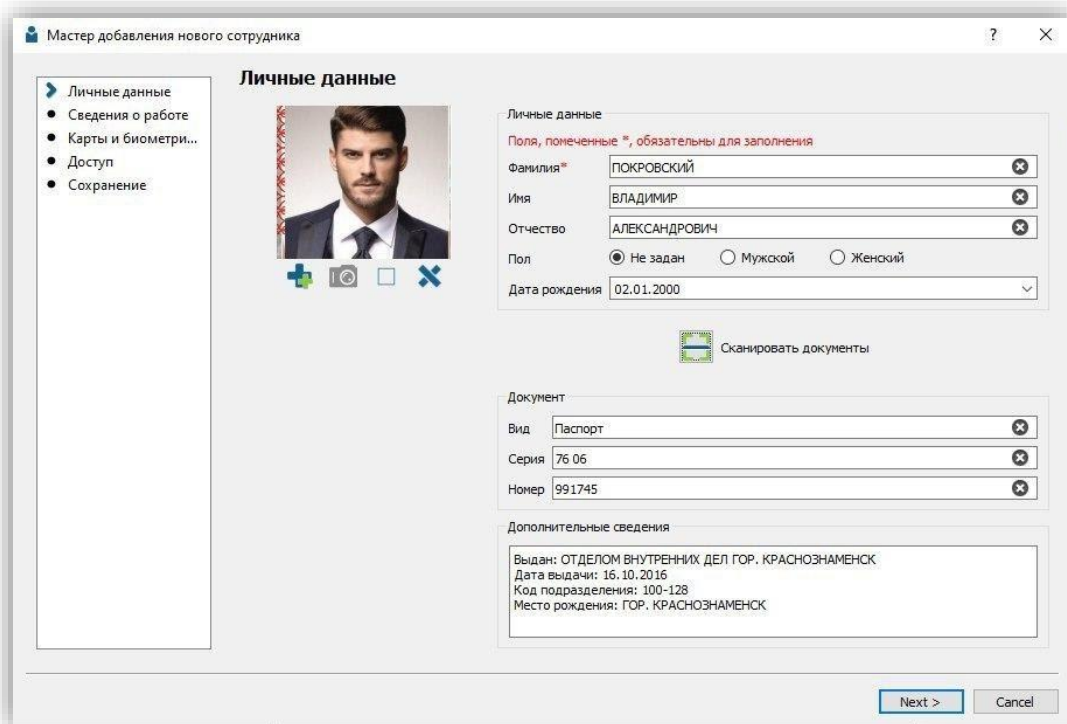 Мастер добавления нового сотрудника
?
Личные данные
Сведения о работе
Карты и биометри...
Доступ
Сохранение
Личные данные
Личные данные
Поля, помеченные *, обязательны для заполнения
Фамилия* ПОКРОВСКИЙ
Имя ВЛАДИМИР
Отчество АЛЕКСАНДРОВИЧ
Пол Не задан Мужской Женский
Дата рождения 02.01.2000
Сканировать документы
Документ
Вид Паспорт
Серия 76 06
Номер 991745
Дополнительные сведения
Выдан: ОТДЕЛОМ ВНУТРЕННИХ ДЕЛ ГОР. КРАСНОЗНАМЕНСК
Дата выдачи: 16.10.2016
Код подразделения: 100-128
Место рождения: ГОР. КРАСНОЗНАМЕНСК
Next > Cancel